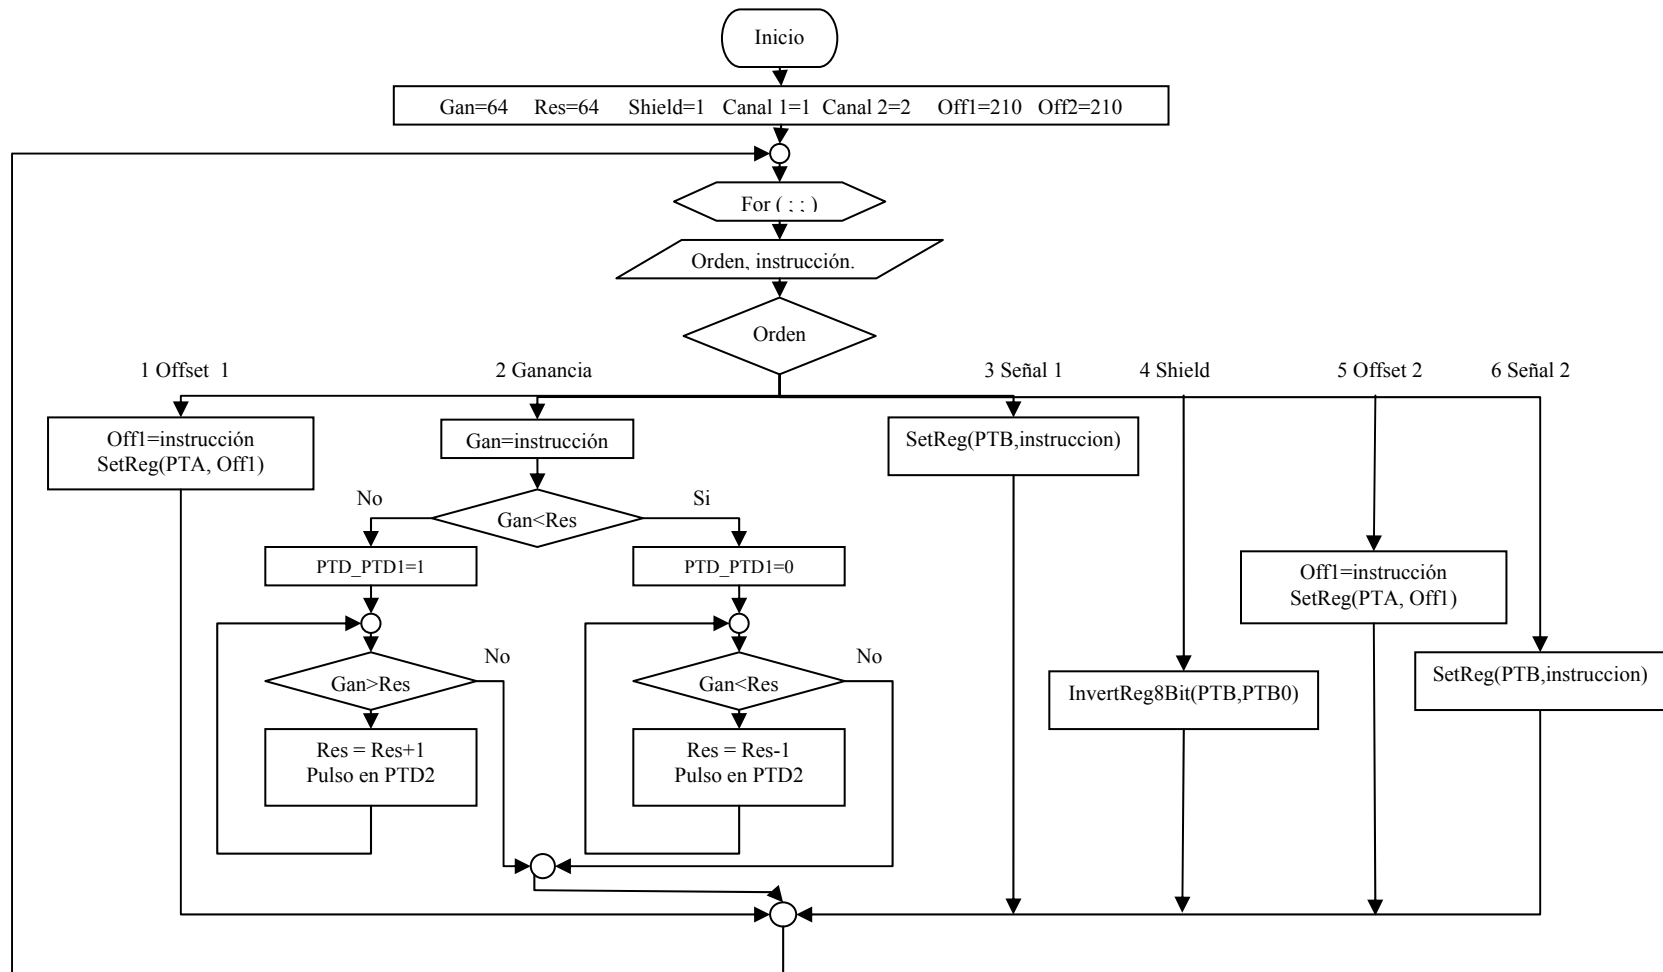 Inicio
Gan=64 Res=64 Shield=1 Canal 1=1 Canal 2=2 Off1=210 Off2=210
For ( ; ; )
Orden, instrucción.
Orden
1 Offset 1
2 Ganancia
3 Señal 1
4 Shield
5 Offset 2
6 Señal 2
Off1=instrucción
SetReg(PTA, Off1)
Gan=instrucción
SetReg(PTB,instruccion)
No
Gan<Res
Si
PTD_PTD1=1
PTD_PTD1=0
Off1=instrucción
SetReg(PTA, Off1)
Gan>Res
No
Gan<Res
No
InvertReg8Bit(PTB,PTB0)
SetReg(PTB,instruccion)
Res = Res+1
Pulso en PTD2
Res = Res-1
Pulso en PTD2